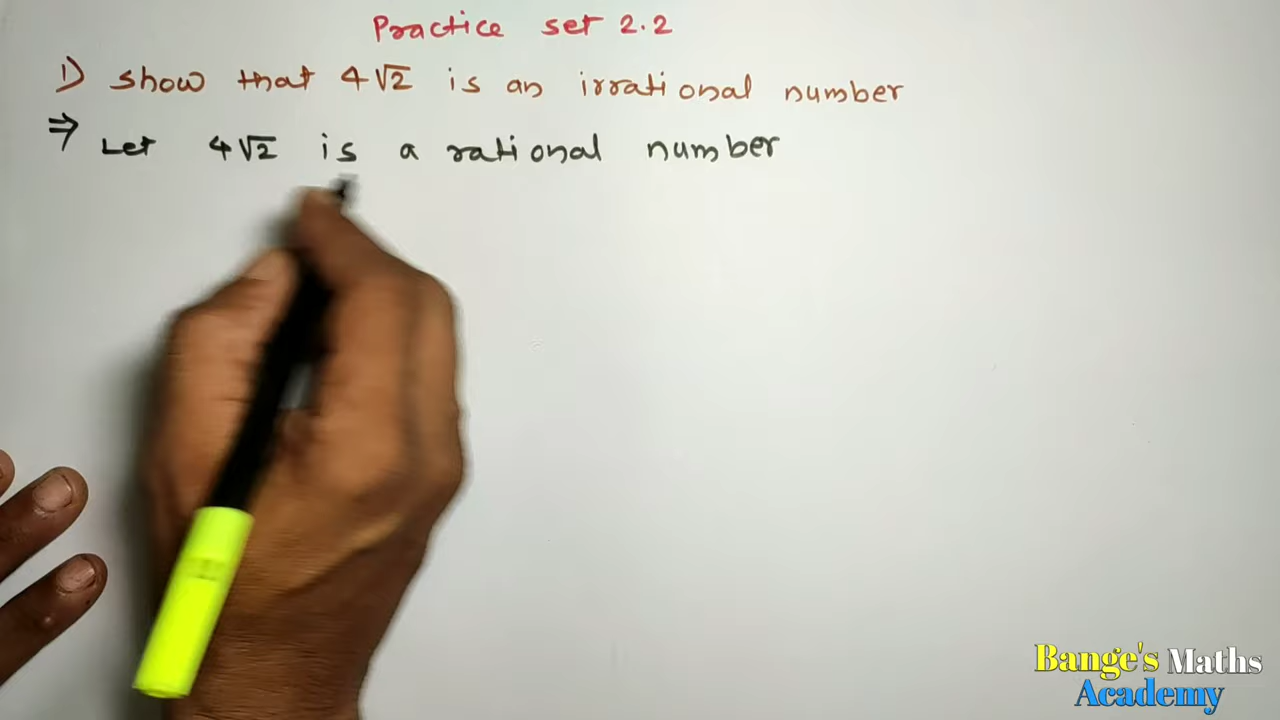 Practice set 2.2
1) show that 4√2 is an irrational number
⇒ Let 4√2 is a rational number
Bange's Maths
Academy